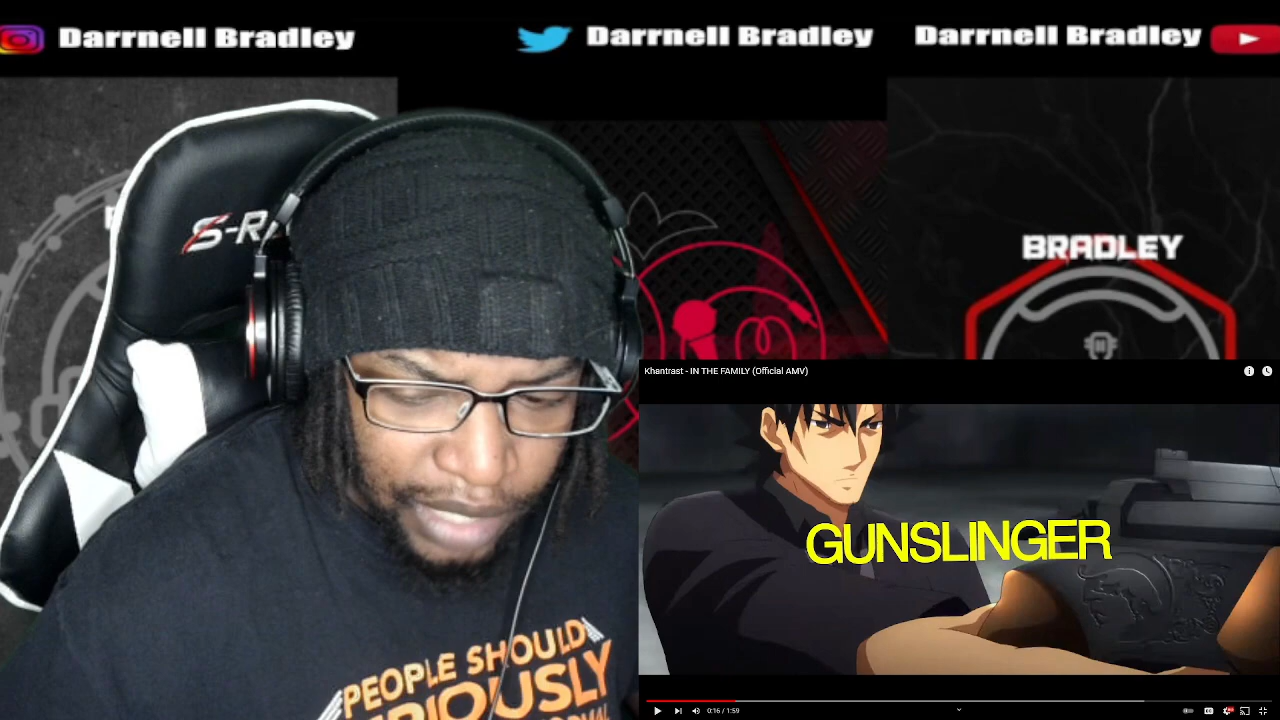 Darrnell Bradley
Darrnell Bradley
Darrnell Bradley
BRADLEY
Khantrast - IN THE FAMILY (Official AMV)
GUNSLINGER
PEOPLE SHOULD
0:16 / 1:59